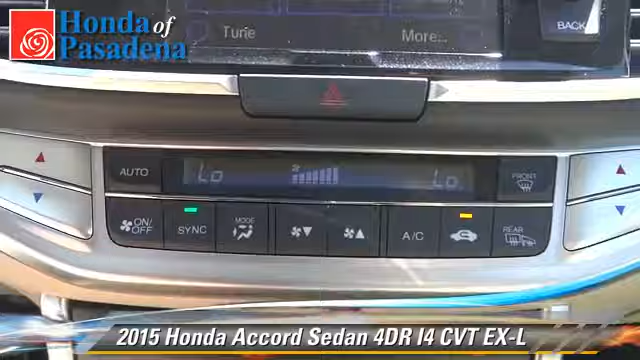 Honda of
Pasadena
Tune
More...
BACK
AUTO
Lo
Lo
FRONT
ON/
OFF
SYNC
MODE
A/C
REAR
2015 Honda Accord Sedan 4DR I4 CVT EX-L